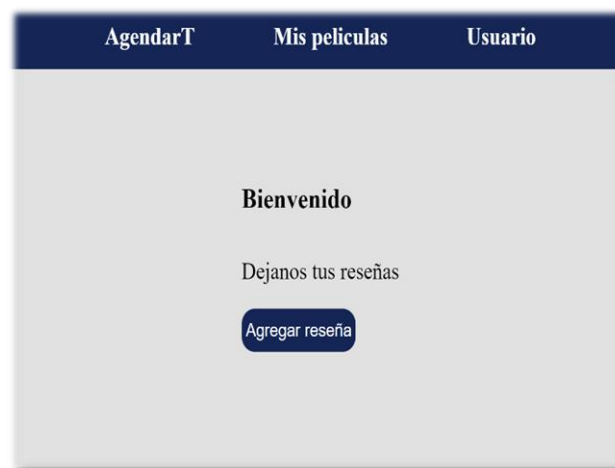 AgendarT Mis peliculas Usuario
Bienvenido
Dejanos tus reseñas
Agregar reseña